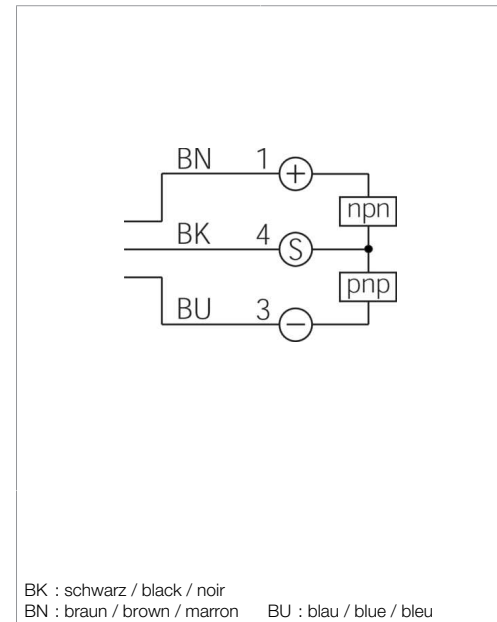 BN 1 +
npn
BK 4 S
pnp
BU 3 −
BK : schwarz / black / noir
BN : braun / brown / marron BU : blau / blue / bleu